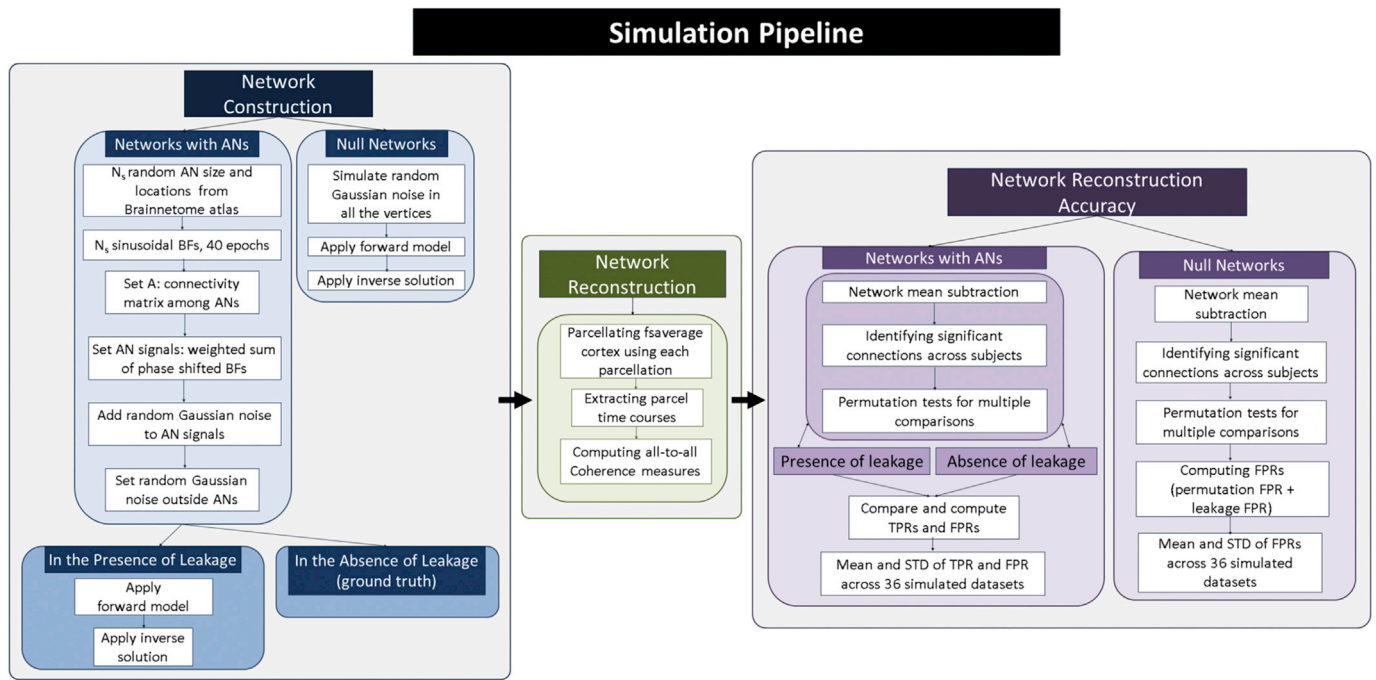 Simulation Pipeline
Network
Construction
Networks with ANs
Nₛ random AN size and
locations from
Brainnetome atlas
Nₛ sinusoidal BFs, 40 epochs
Set A: connectivity
matrix among ANs
Set AN signals: weighted sum
of phase shifted BFs
Add random Gaussian noise
to AN signals
Set random Gaussian
noise outside ANs
Null Networks
Simulate random
Gaussian noise in
all the vertices
Apply forward model
Apply inverse solution
In the Presence of Leakage
Apply
forward model
Apply inverse
solution
In the Absence of Leakage
(ground truth)
Network
Reconstruction
Parcellating fsaverage
cortex using each
parcellation
Extracting parcel
time courses
Computing all-to-all
Coherence measures
Network Reconstruction
Accuracy
Networks with ANs
Network mean subtraction
Identifying significant
connections across subjects
Permutation tests for multiple
comparisons
Presence of leakage
Absence of leakage
Compare and compute
TPRs and FPRs
Mean and STD of TPR and FPR
across 36 simulated datasets
Null Networks
Network mean
subtraction
Identifying significant
connections across subjects
Permutation tests for
multiple comparisons
Computing FPRs
(permutation FPR +
leakage FPR)
Mean and STD of FPRs
across 36 simulated
datasets